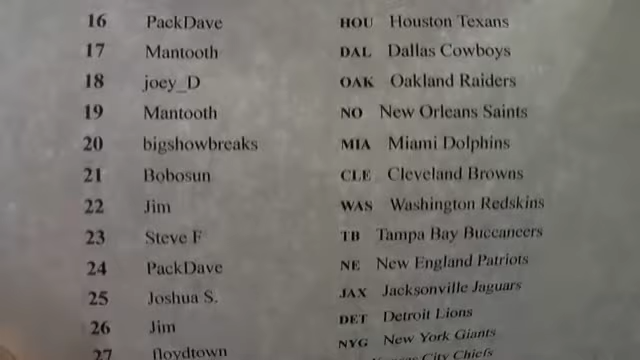 16 PackDave HOU Houston Texans
17 Mantooth DAL Dallas Cowboys
18 joey_D OAK Oakland Raiders
19 Mantooth NO New Orleans Saints
20 bigshowbreaks MIA Miami Dolphins
21 Bobosun CLE Cleveland Browns
22 Jim WAS Washington Redskins
23 Steve F TB Tampa Bay Buccaneers
24 PackDave NE New England Patriots
25 Joshua S. JAX Jacksonville Jaguars
26 Jim DET Detroit Lions
27 floydtown NYG New York Giants
City Chiefs